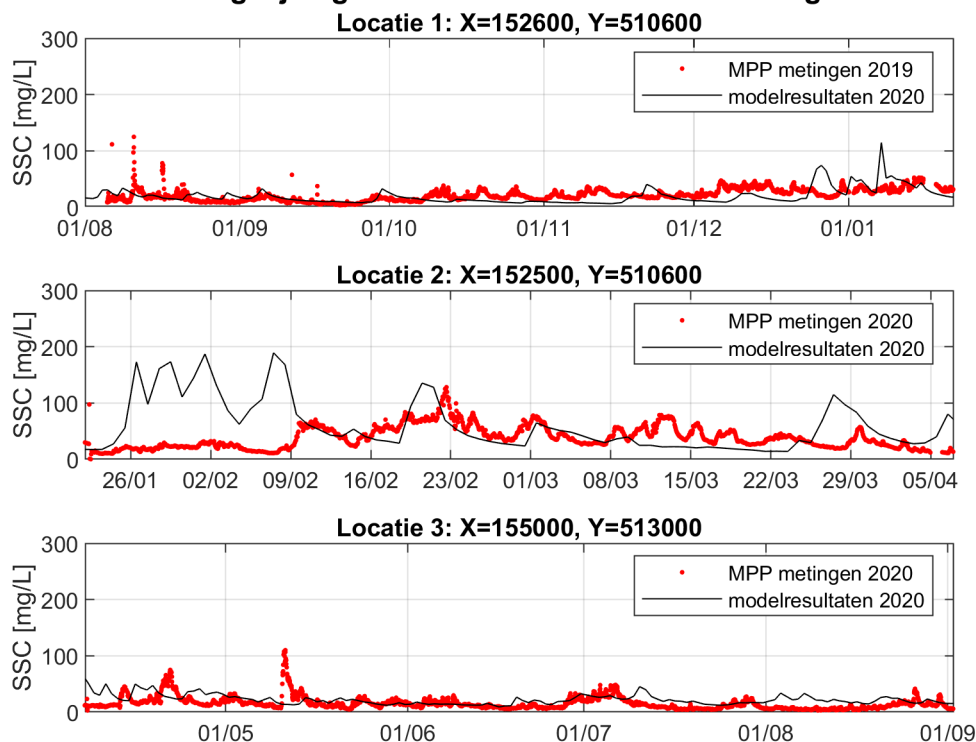 Locatie 1: X=152600, Y=510600
300
200
100
0
SSC [mg/L]
MPP metingen 2019
modelresultaten 2020
01/08 01/09 01/10 01/11 01/12 01/01
Locatie 2: X=152500, Y=510600
300
200
100
0
SSC [mg/L]
MPP metingen 2020
modelresultaten 2020
26/01 02/02 09/02 16/02 23/02 01/03 08/03 15/03 22/03 29/03 05/04
Locatie 3: X=155000, Y=513000
300
200
100
0
SSC [mg/L]
MPP metingen 2020
modelresultaten 2020
01/05 01/06 01/07 01/08 01/09